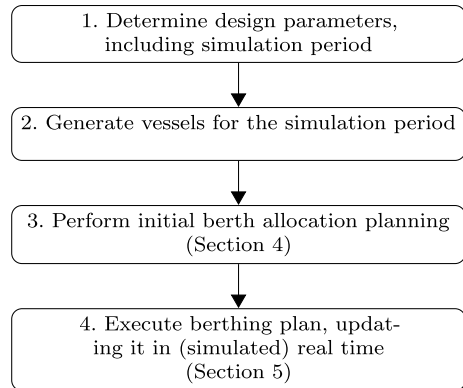 1. Determine design parameters,
including simulation period
2. Generate vessels for the simulation period
3. Perform initial berth allocation planning
(Section 4)
4. Execute berthing plan, updat-
ing it in (simulated) real time
(Section 5)